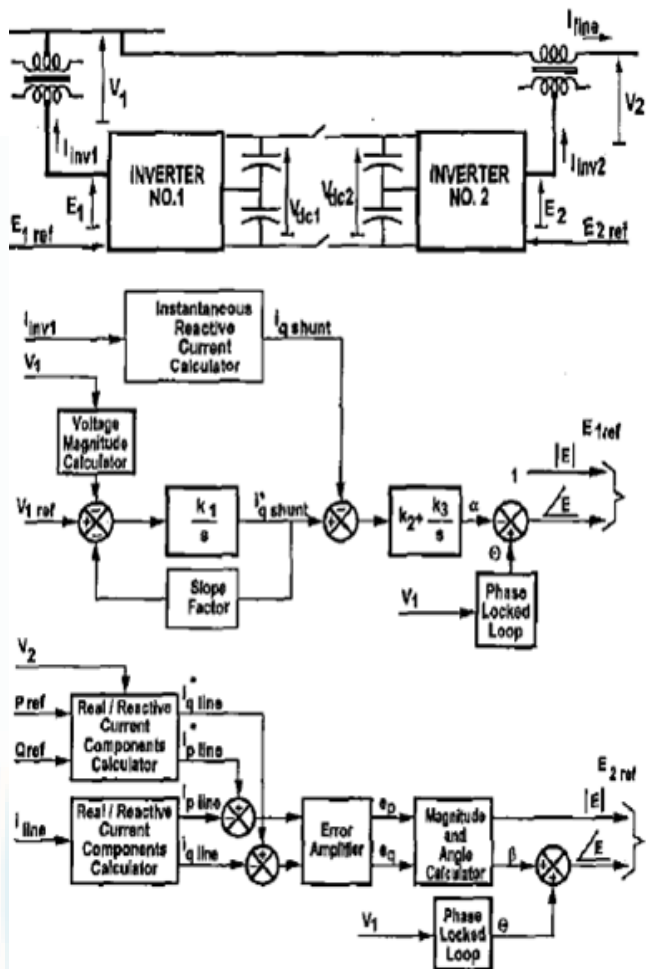 I line
V1
V2
I inv1
I inv2
INVERTER NO.1
Vdc1
Vdc2
INVERTER NO. 2
E1
E2
E1 ref
E2 ref
I inv1
Instantaneous
Reactive
Current
Calculator
iq shunt
V1
Voltage
Magnitude
Calculator
V1 ref
k1
s
i*q shunt
k2+ k3
s
α
1
|E|
E1ref
∠E
Θ
Slope
Factor
V1
Phase
Locked
Loop
V2
P ref
Q ref
Real / Reactive
Current
Components
Calculator
I*q line
I*p line
i line
Real / Reactive
Current
Components
Calculator
Ip line
iq line
Error
Amplifier
ep
eq
Magnitude
and
Angle
Calculator
β
E2 ref
|E|
∠E
V1
Phase
Locked
Loop
Θ